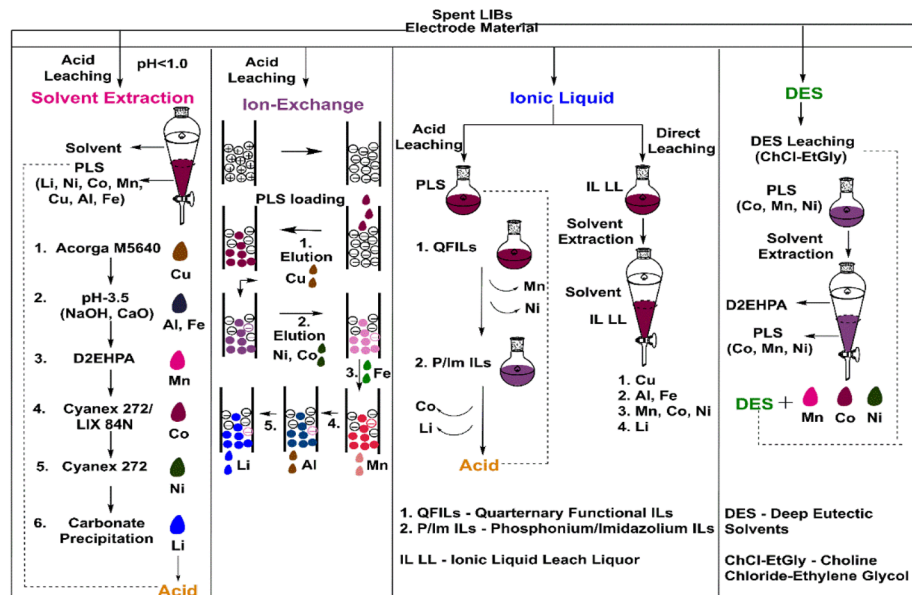 Spent LIBs
Electrode Material
Acid
Leaching
pH<1.0
Solvent Extraction
Solvent
PLS
(Li, Ni, Co, Mn,
Cu, Al, Fe)
1. Acorga M5640
Cu
2. pH-3.5
(NaOH, CaO)
Al, Fe
3. D2EHPA
Mn
4. Cyanex 272/
LIX 84N
Co
5. Cyanex 272
Ni
6. Carbonate
Precipitation
Li
Acid
Acid
Leaching
Ion-Exchange
PLS loading
1.
Elution
Cu
2.
Elution
Ni, Co
3.
Fe
4.
5.
Li
Al
Mn
Ionic Liquid
Acid
Leaching
PLS
1. QFILs
Mn
Ni
2. P/Im ILs
Co
Li
Acid
Direct
Leaching
IL LL
Solvent
Extraction
Solvent
IL LL
1. Cu
2. Al, Fe
3. Mn, Co, Ni
4. Li
1. QFILs - Quarternary Functional ILs
2. P/Im ILs - Phosphonium/Imidazolium ILs
IL LL - Ionic Liquid Leach Liquor
DES
DES Leaching
(ChCl-EtGly)
PLS
(Co, Mn, Ni)
Solvent
Extraction
D2EHPA
PLS
(Co, Mn, Ni)
DES +
Mn Co Ni
DES - Deep Eutectic
Solvents
ChCl-EtGly - Choline
Chloride-Ethylene Glycol